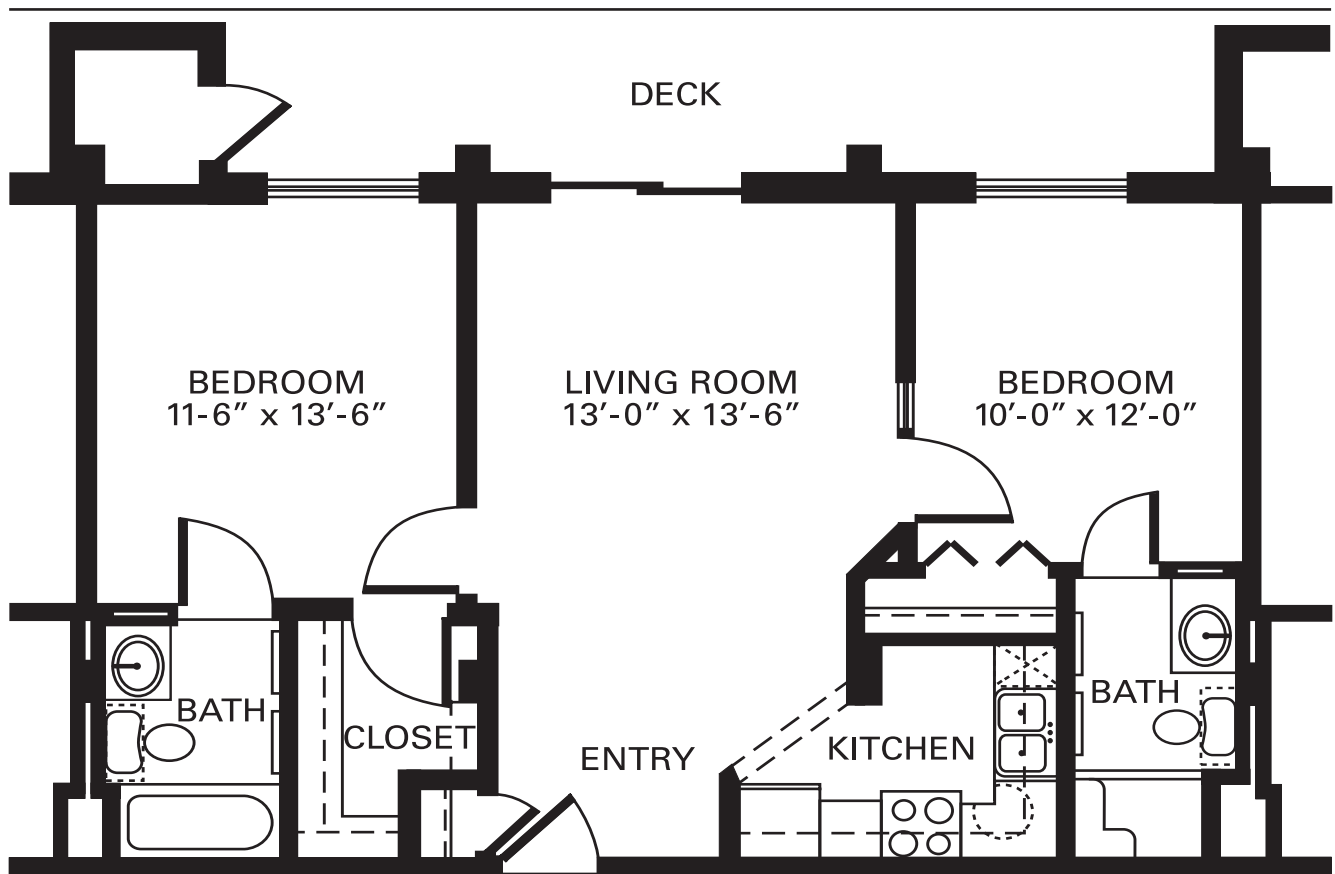 DECK
BEDROOM
11-6” x 13’-6”
LIVING ROOM
13’-0” x 13’-6”
BEDROOM
10’-0” x 12’-0”
BATH
CLOSET
ENTRY
KITCHEN
BATH